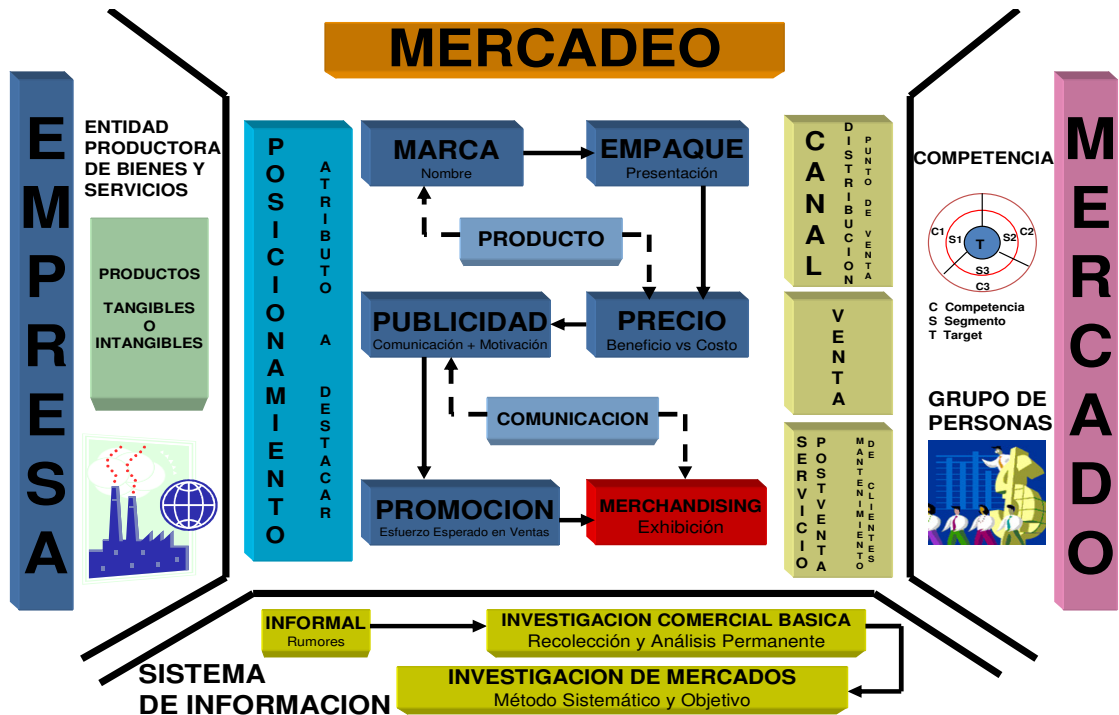 MERCADEO
EMPRESA
ENTIDAD
PRODUCTORA
DE BIENES Y
SERVICIOS
PRODUCTOS
TANGIBLES
O
INTANGIBLES
POSICIONAMIENTO
ATRIBUTO A DESTACAR
MARCA
Nombre
EMPAQUE
Presentación
PRODUCTO
PUBLICIDAD
Comunicación + Motivación
PRECIO
Beneficio vs Costo
COMUNICACION
PROMOCION
Esfuerzo Esperado en Ventas
MERCHANDISING
Exhibición
CANAL
DISTRIBUCION
PUNTO DE VENTA
VENTA
SERVICIO
POSTVENTA
MANTENIMIENTO
DE CLIENTES
COMPETENCIA
C1
S1
T
S2
C2
S3
C3
C Competencia
S Segmento
T Target
GRUPO DE
PERSONAS
MERCADO
INFORMAL
Rumores
INVESTIGACION COMERCIAL BASICA
Recolección y Análisis Permanente
INVESTIGACION DE MERCADOS
Método Sistemático y Objetivo
SISTEMA
DE INFORMACION